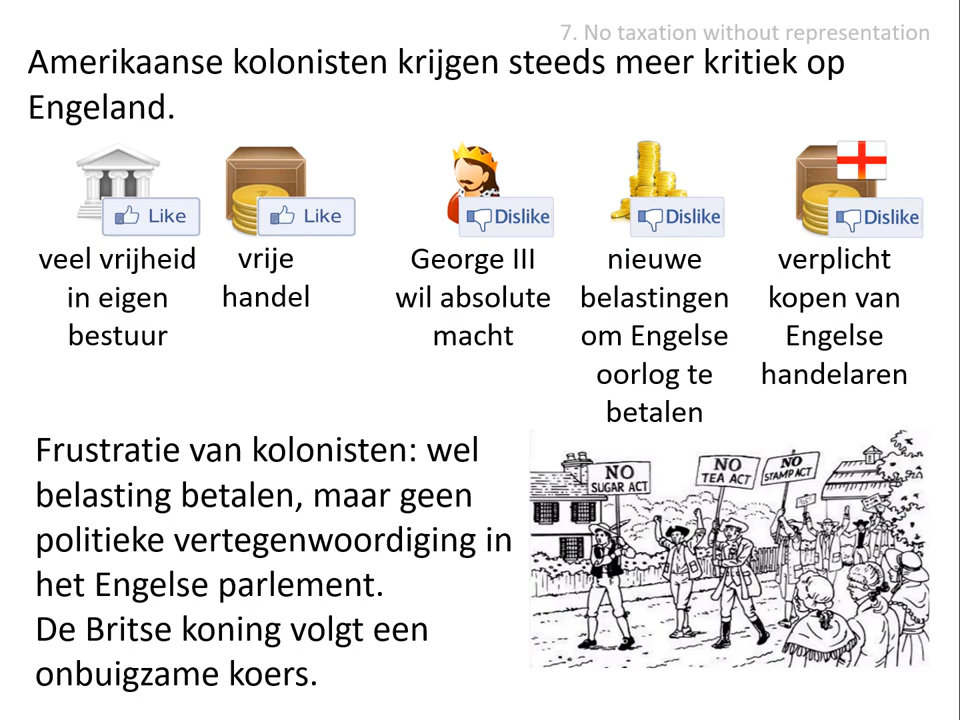 7. No taxation without representation
Amerikaanse kolonisten krijgen steeds meer kritiek op
Engeland.
Like
Like
Dislike
Dislike
Dislike
veel vrijheid
in eigen
bestuur
vrije
handel
George III
wil absolute
macht
nieuwe
belastingen
om Engelse
oorlog te
betalen
verplicht
kopen van
Engelse
handelaren
Frustratie van kolonisten: wel
belasting betalen, maar geen
politieke vertegenwoordiging in
het Engelse parlement.
De Britse koning volgt een
onbuigzame koers.
NO
SUGAR ACT
NO
TEA ACT
NO
STAMP ACT